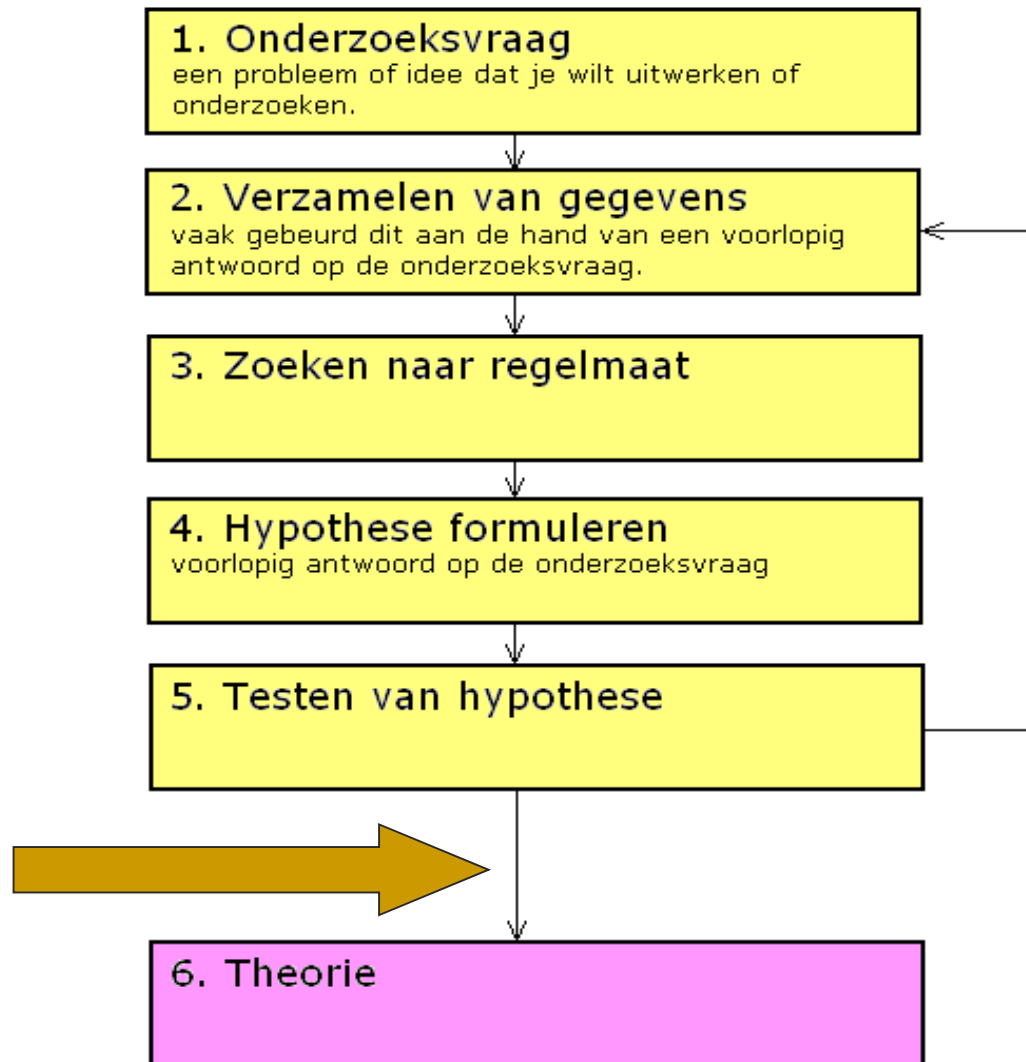 1. Onderzoeksvraag
een probleem of idee dat je wilt uitwerken of
onderzoeken.
2. Verzamelen van gegevens
vaak gebeurd dit aan de hand van een voorlopig
antwoord op de onderzoeksvraag.
3. Zoeken naar regelmaat
4. Hypothese formuleren
voorlopig antwoord op de onderzoeksvraag
5. Testen van hypothese
6. Theorie